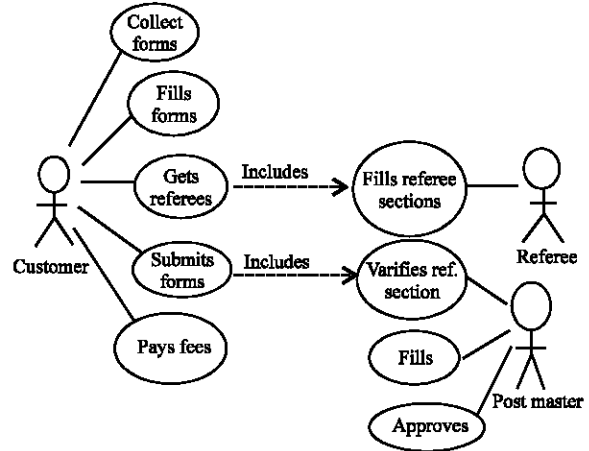 Collect
forms
Fills
forms
Gets
referees
Includes
Fills referee
sections
Referee
Customer
Submits
forms
Includes
Varifies ref.
section
Pays fees
Fills
Post master
Approves